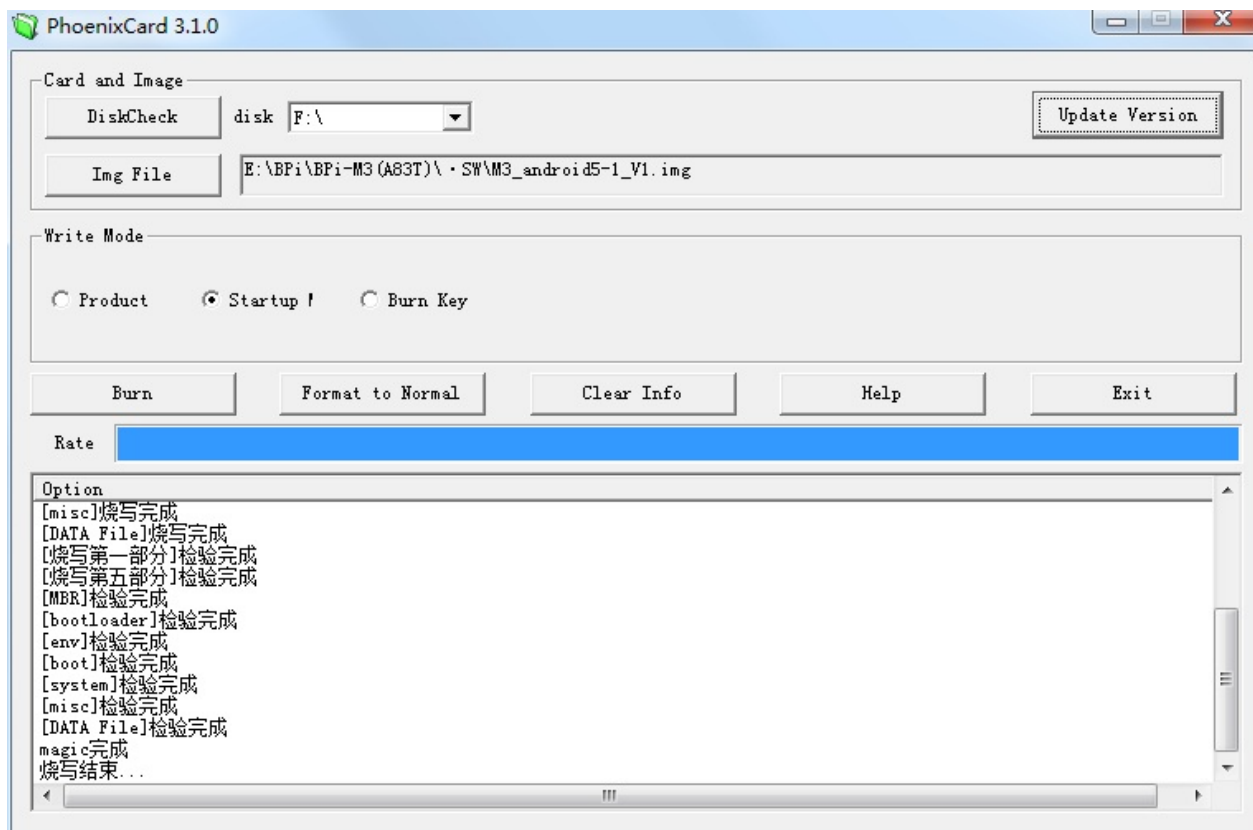 PhoenixCard 3.1.0
Card and Image
DiskCheck disk F:\ Update Version
Img File E:\BPi\BPi-M3(A83T)\·SW\M3_android5-1_V1.img
Write Mode
Product Startup Burn Key
Burn Format to Normal Clear Info Help Exit
Rate
Option
[misc]烧写完成
[DATA File]烧写完成
[烧写第一部分]检验完成
[烧写第五部分]检验完成
[MBR]检验完成
[bootloader]检验完成
[env]检验完成
[boot]检验完成
[system]检验完成
[misc]检验完成
[DATA File]检验完成
magic完成
烧写结束...